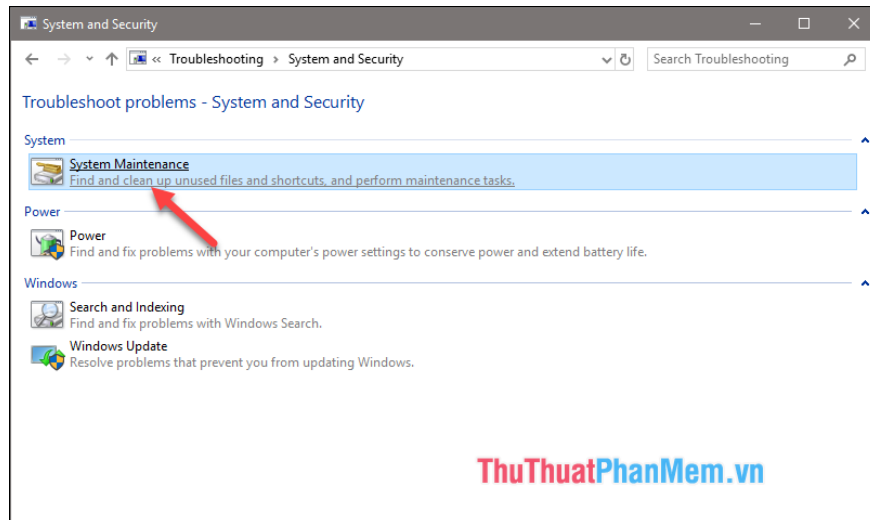 System and Security
« Troubleshooting › System and Security
Search Troubleshooting
Troubleshoot problems - System and Security
System
System Maintenance
Find and clean up unused files and shortcuts, and perform maintenance tasks.
Power
Power
Find and fix problems with your computer's power settings to conserve power and extend battery life.
Windows
Search and Indexing
Find and fix problems with Windows Search.
Windows Update
Resolve problems that prevent you from updating Windows.
ThuThuatPhanMem.vn